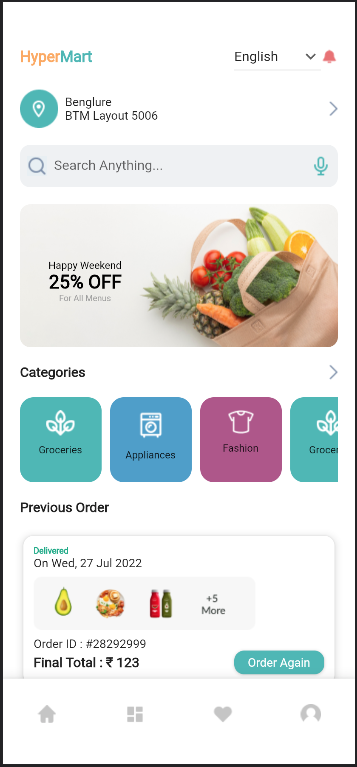 HyperMart
English
Benglure
BTM Layout 5006
Search Anything...
Happy Weekend
25% OFF
For All Menus
Categories
Groceries
Appliances
Fashion
Grocer
Previous Order
Delivered
On Wed, 27 Jul 2022
+5
More
Order ID : #28292999
Final Total : ₹ 123
Order Again